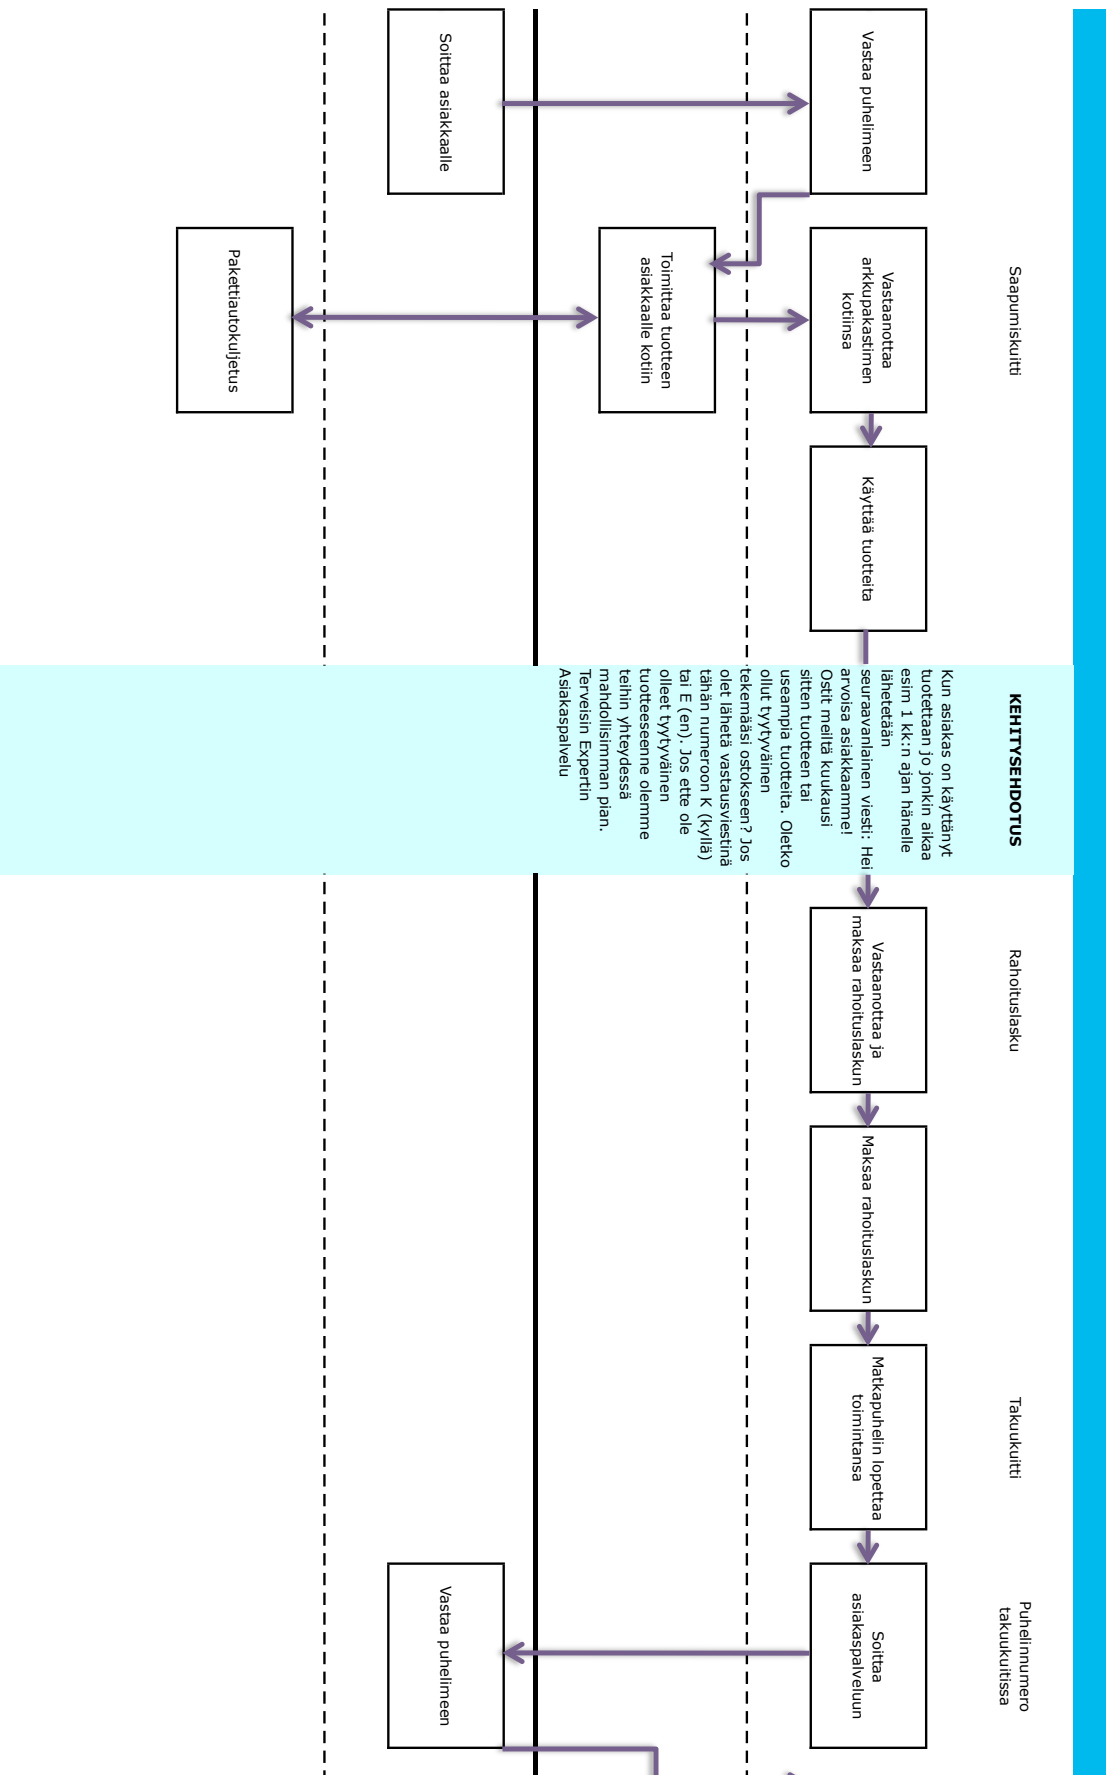 Saapumiskuitti
KEHITYSEHDOTUS
Rahoituslasku
Takuukuitti
Puhelinnumero
takuukuitissa
Vastaa puhelimeen
Vastaanottaa
arkkupakastimen
kotiinsa
Käyttää tuotteita
Kun asiakas on käyttänyt
tuotettaan jo jonkin aikaa
esim 1 kk:n ajan hänelle
lähetetään
seuraavanlainen viesti: Hei
arvoisa asiakkaamme!
Ostit meiltä kuukausi
sitten tuotteen tai
useampia tuotteita. Oletko
ollut tyytyväinen
tekemääsi ostokseen? Jos
olet lähetä vastausviestinä
tähän numeroon K (kyllä)
tai E (en). Jos ette ole
olleet tyytyväinen
tuotteeseenne olemme
teihin yhteydessä
mahdollisimman pian.
Terveisin Expertin
Asiakaspalvelu
Vastaanottaa ja
maksaa rahoituslaskun
Maksaa rahoituslaskun
Matkapuhelin lopettaa
toimintansa
Soittaa
asiakaspalveluun
Toimittaa tuotteen
asiakkaalle kotiin
Soittaa asiakkaalle
Vastaa puhelimeen
Pakettiautokuljetus